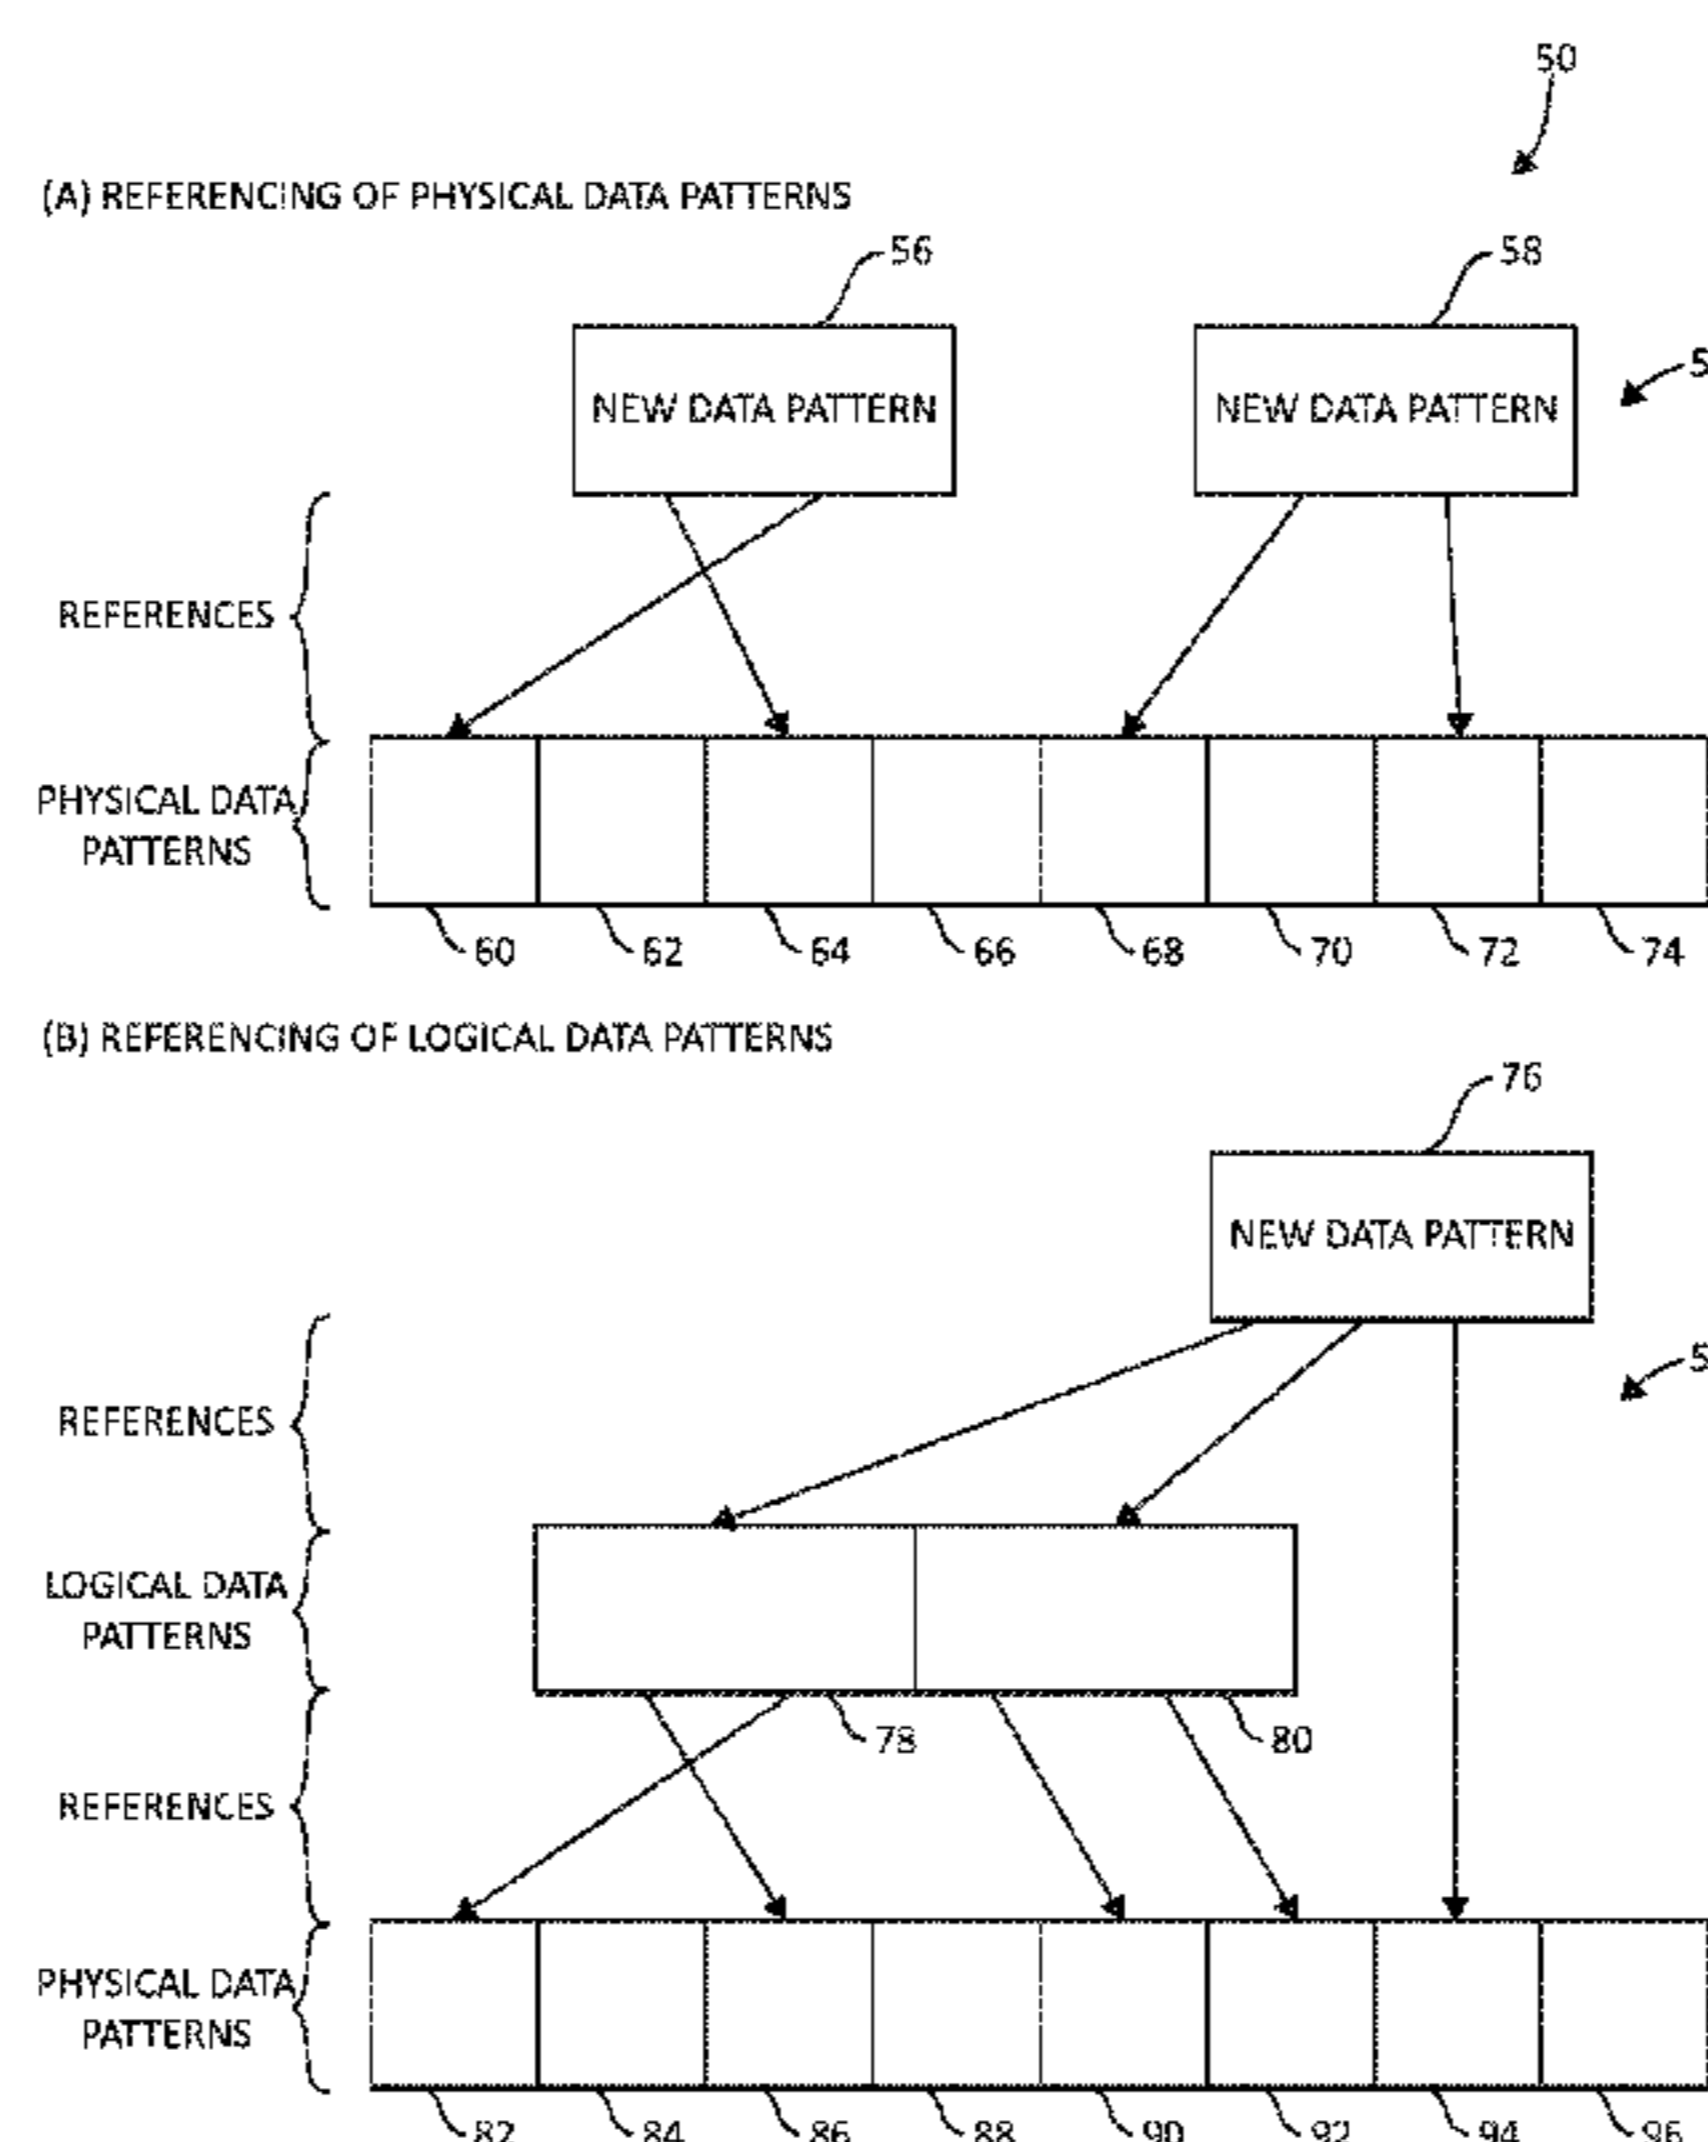 50
(A) REFERENCING OF PHYSICAL DATA PATTERNS
56
58
NEW DATA PATTERN
NEW DATA PATTERN
REFERENCES
PHYSICAL DATA
PATTERNS
60
62
64
66
68
70
72
74
(B) REFERENCING OF LOGICAL DATA PATTERNS
76
NEW DATA PATTERN
REFERENCES
LOGICAL DATA
PATTERNS
78
80
REFERENCES
PHYSICAL DATA
PATTERNS
82
84
86
88
90
92
94
96